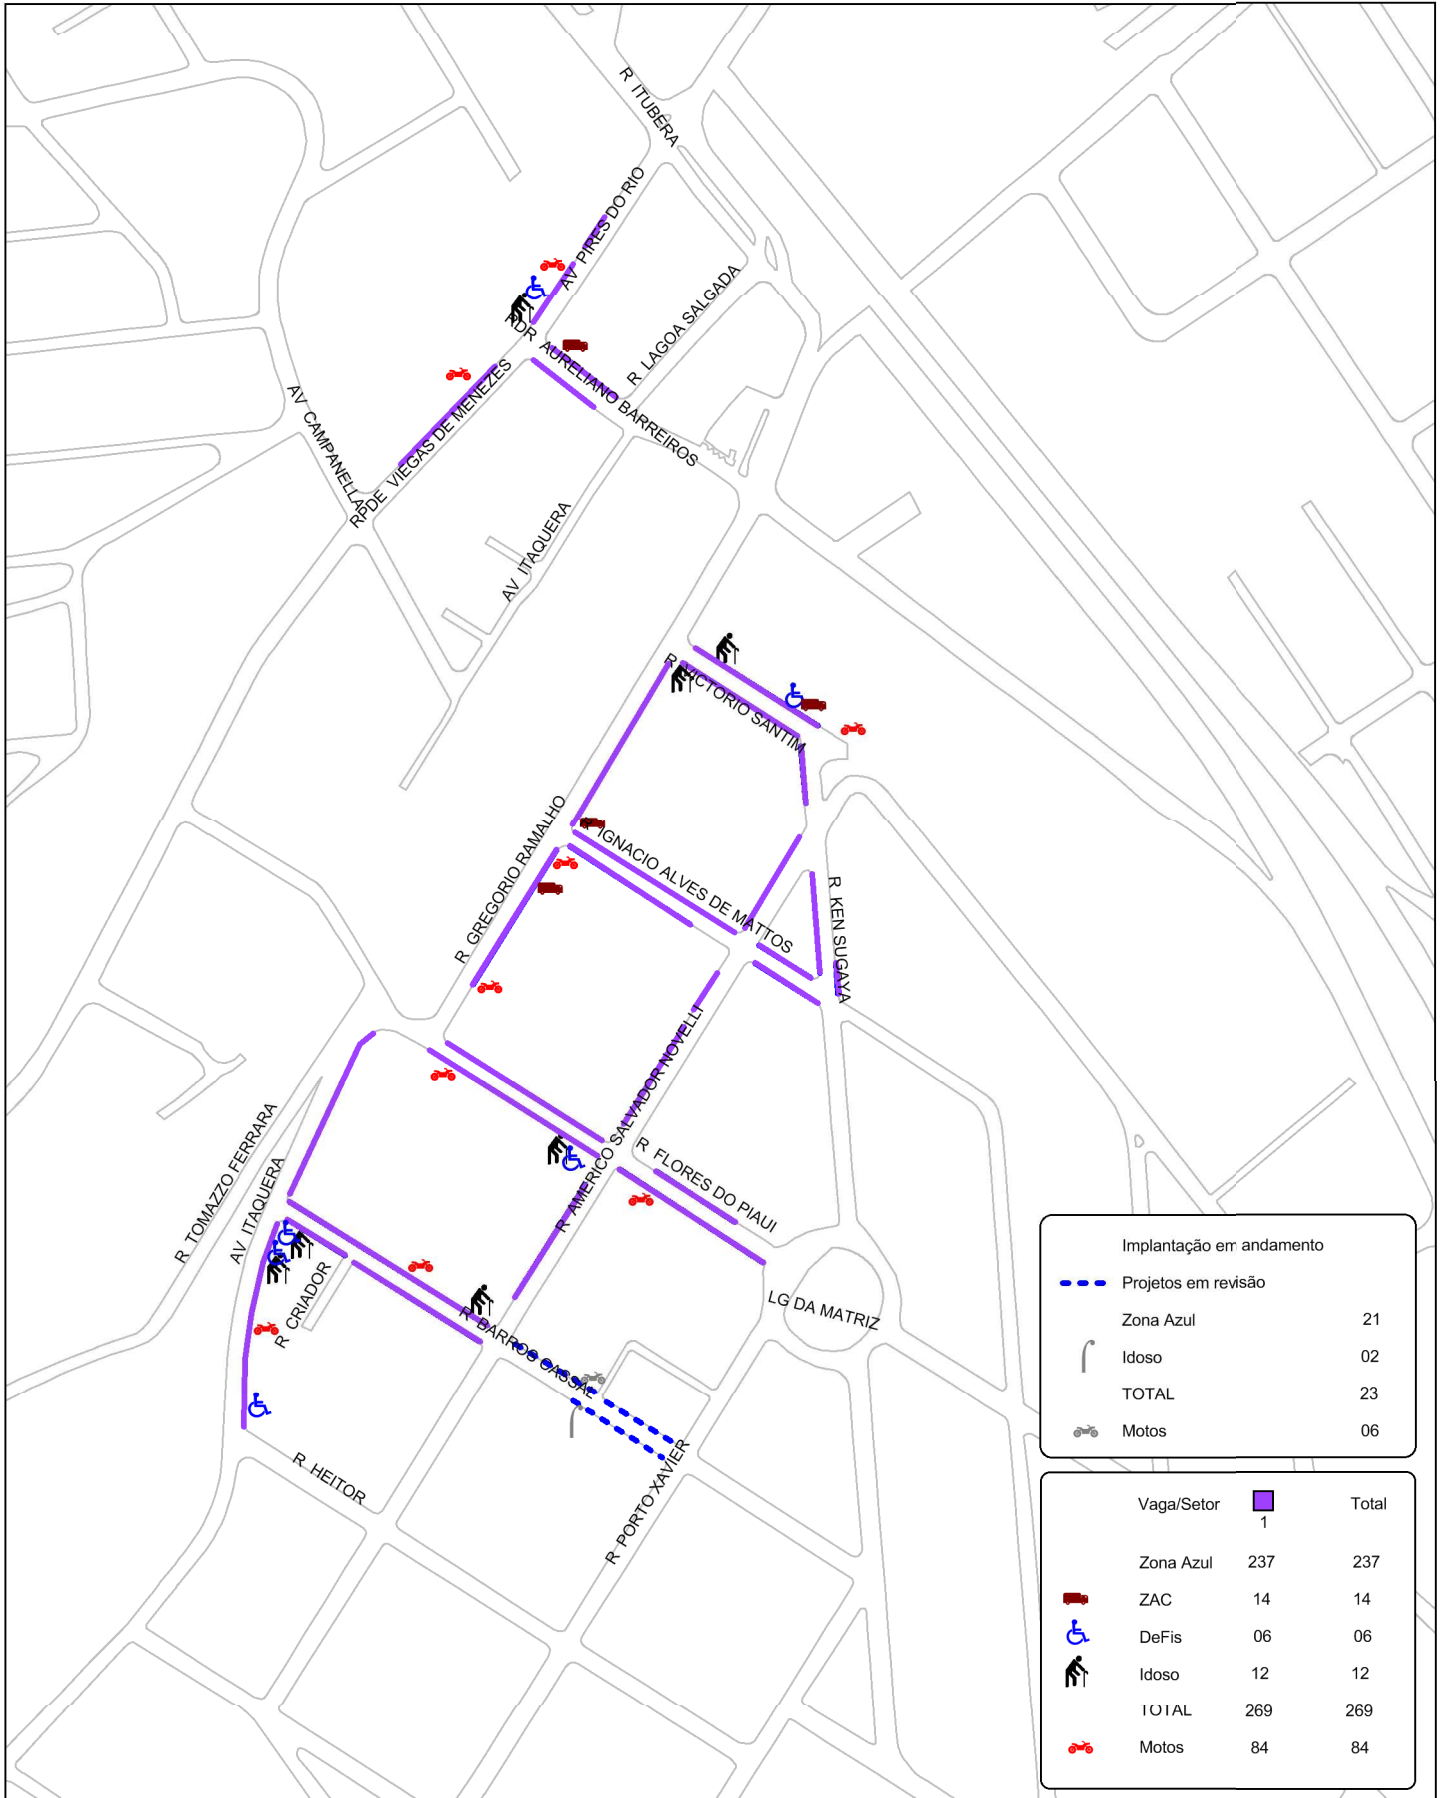 R ITUBERA
AV PIRES DO RIO
R LAGOA SALGADA
ADR AURELIANO BARREIROS
AV CAMPANELLA
RPDE VIEGAS DE MENEZES
AV ITAQUERA
R VICTORIO SANTIM
R GREGORIO RAMALHO
R IGNACIO ALVES DE MATTOS
R KEN SUGAYA
R AMERICO SALVADOR NOVELLI
R TOMAZZO FERRARA
AV ITAQUERA
R FLORES DO PIAUI
R CRIADOR
LG DA MATRIZ
R BARROS CASSAL
R HEITOR
R PORTO XAVIER
Implantação em andamento
Projetos em revisão
Zona Azul 21
Idoso 02
TOTAL 23
Motos 06
Vaga/Setor Total
1
Zona Azul 237 237
ZAC 14 14
DeFis 06 06
Idoso 12 12
TOTAL 269 269
Motos 84 84